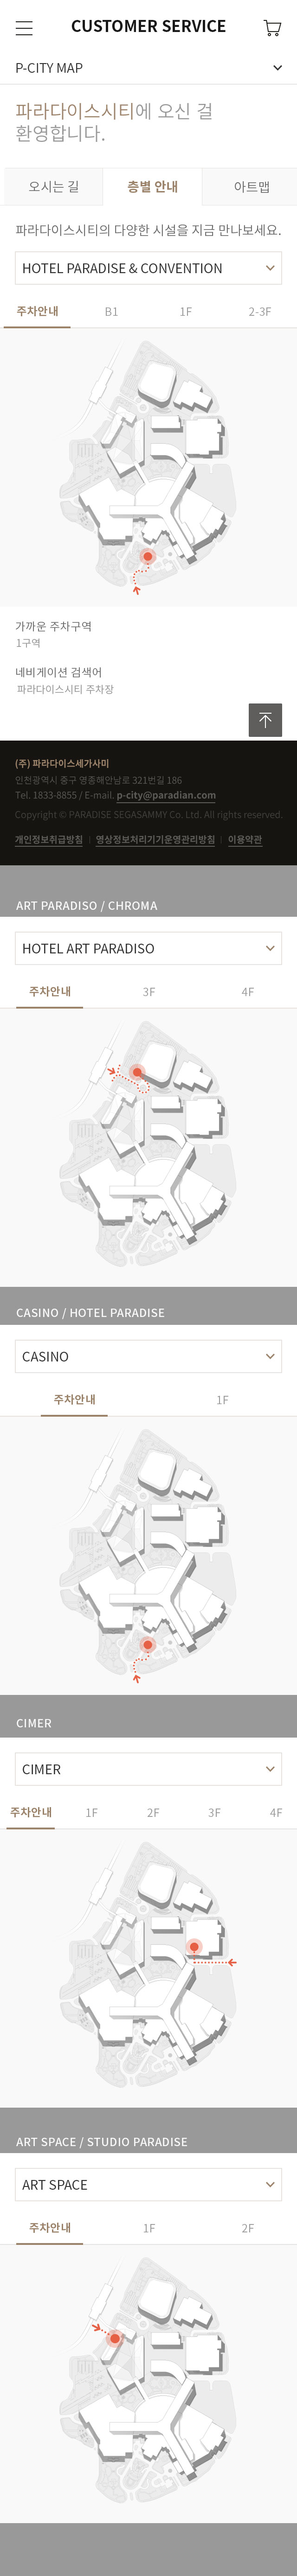 CUSTOMER SERVICE
P-CITY MAP
파라다이스시티에 오신 걸
환영합니다.
오시는 길 층별 안내 아트맵
파라다이스시티의 다양한 시설을 지금 만나보세요.
HOTEL PARADISE & CONVENTION
주차안내 B1 1F 2-3F
가까운 주차구역
1구역
네비게이션 검색어
파라다이스시티 주차장
(주) 파라다이스세가사미
인천광역시 중구 영종해안남로 321번길 186
Tel. 1833-8855 / E-mail. p-city@paradian.com
Copyright © PARADISE SEGASAMMY Co. Ltd. All rights reserved.
개인정보취급방침 | 영상정보처리기기운영관리방침 | 이용약관
ART PARADISO / CHROMA
HOTEL ART PARADISO
주차안내 3F 4F
CASINO / HOTEL PARADISE
CASINO
주차안내 1F
CIMER
CIMER
주차안내 1F 2F 3F 4F
ART SPACE / STUDIO PARADISE
ART SPACE
주차안내 1F 2F